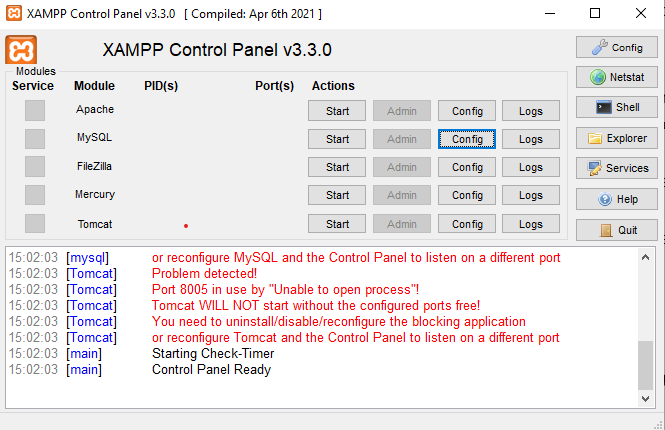 XAMPP Control Panel v3.3.0 [ Compiled: Apr 6th 2021 ]
XAMPP Control Panel v3.3.0
Config
Modules
Service Module PID(s) Port(s) Actions
Netstat
Apache Start Admin Config Logs
Shell
MySQL Start Admin Config Logs
Explorer
FileZilla Start Admin Config Logs
Services
Mercury Start Admin Config Logs
Help
Tomcat Start Admin Config Logs
Quit
15:02:03 [mysql] or reconfigure MySQL and the Control Panel to listen on a different port
15:02:03 [Tomcat] Problem detected!
15:02:03 [Tomcat] Port 8005 in use by "Unable to open process"!
15:02:03 [Tomcat] Tomcat WILL NOT start without the configured ports free!
15:02:03 [Tomcat] You need to uninstall/disable/reconfigure the blocking application
15:02:03 [Tomcat] or reconfigure Tomcat and the Control Panel to listen on a different port
15:02:03 [main] Starting Check-Timer
15:02:03 [main] Control Panel Ready